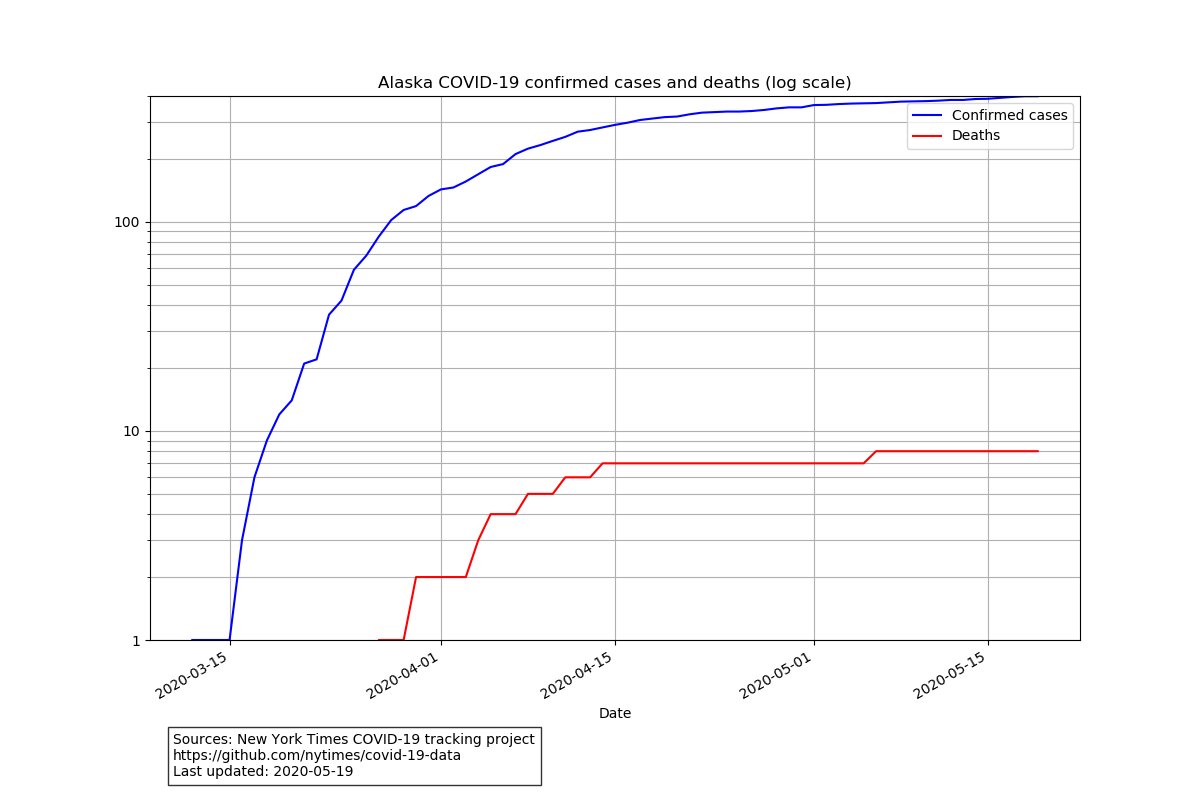 Alaska COVID-19 confirmed cases and deaths (log scale)
Confirmed cases
Deaths
100
10
1
2020-03-15
2020-04-01
2020-04-15
2020-05-01
2020-05-15
Date
Sources: New York Times COVID-19 tracking project
https://github.com/nytimes/covid-19-data
Last updated: 2020-05-19